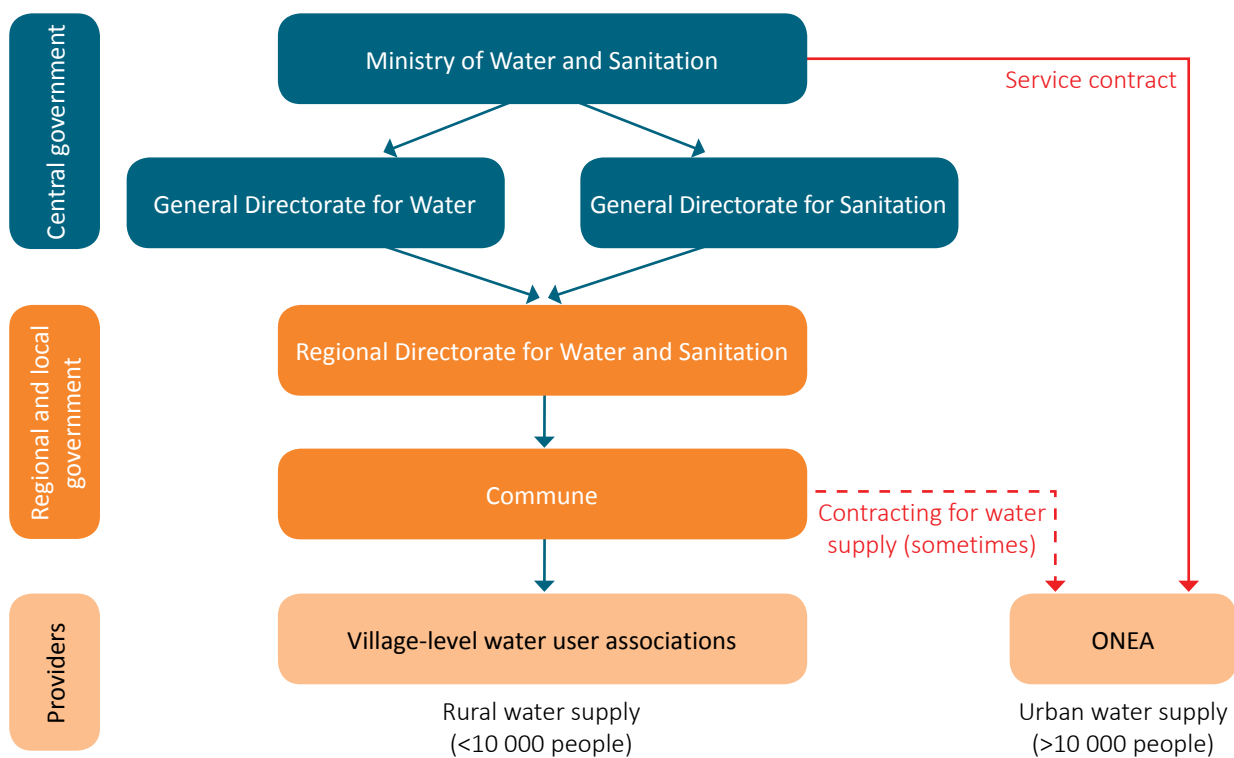 Central government
Ministry of Water and Sanitation
Service contract
General Directorate for Water
General Directorate for Sanitation
Regional and local
government
Regional Directorate for Water and Sanitation
Commune
Contracting for water
supply (sometimes)
Providers
Village-level water user associations
ONEA
Rural water supply
(<10 000 people)
Urban water supply
(>10 000 people)